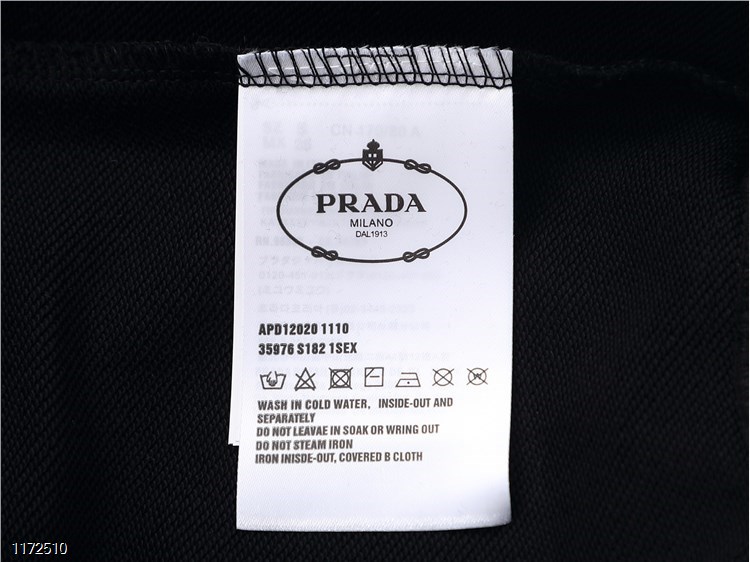 PRADA
MILANO
DAL1913
APD12020 1110
35976 S182 1SEX
WASH IN COLD WATER, INSIDE-OUT AND
SEPARATELY
DO NOT LEAVAE IN SOAK OR WRING OUT
DO NOT STEAM IRON
IRON INISDE-OUT, COVERED B CLOTH
1172510